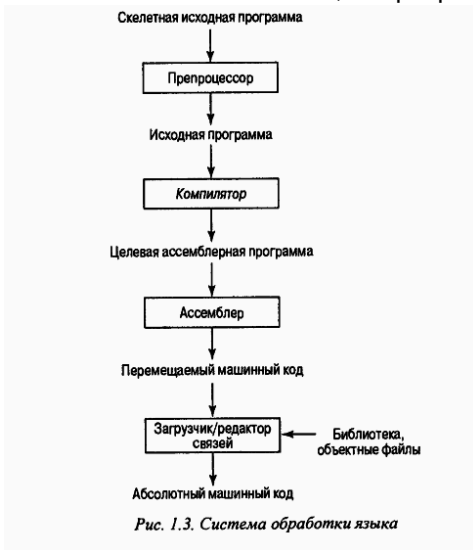 Скелетная исходная программа
Препроцессор
Исходная программа
Компилятор
Целевая ассемблерная программа
Ассемблер
Перемещаемый машинный код
Загрузчик/редактор
связей
Библиотека,
объектные файлы
Абсолютный машинный код
Рис. 1.3. Система обработки языка